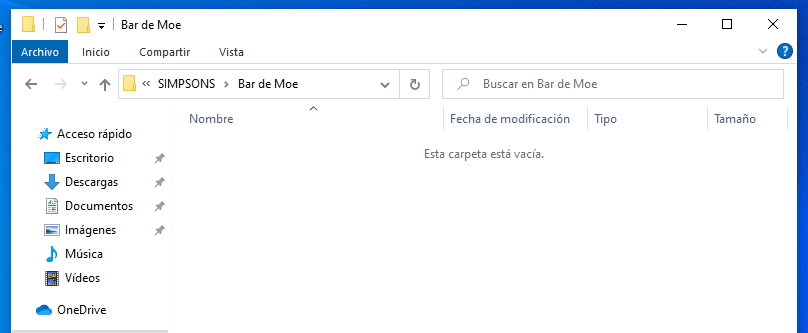 Bar de Moe
Archivo Inicio Compartir Vista
SIMPSONS Bar de Moe Buscar en Bar de Moe
Nombre Fecha de modificación Tipo Tamaño
Esta carpeta está vacía.
Acceso rápido
Escritorio
Descargas
Documentos
Imágenes
Música
Vídeos
OneDrive